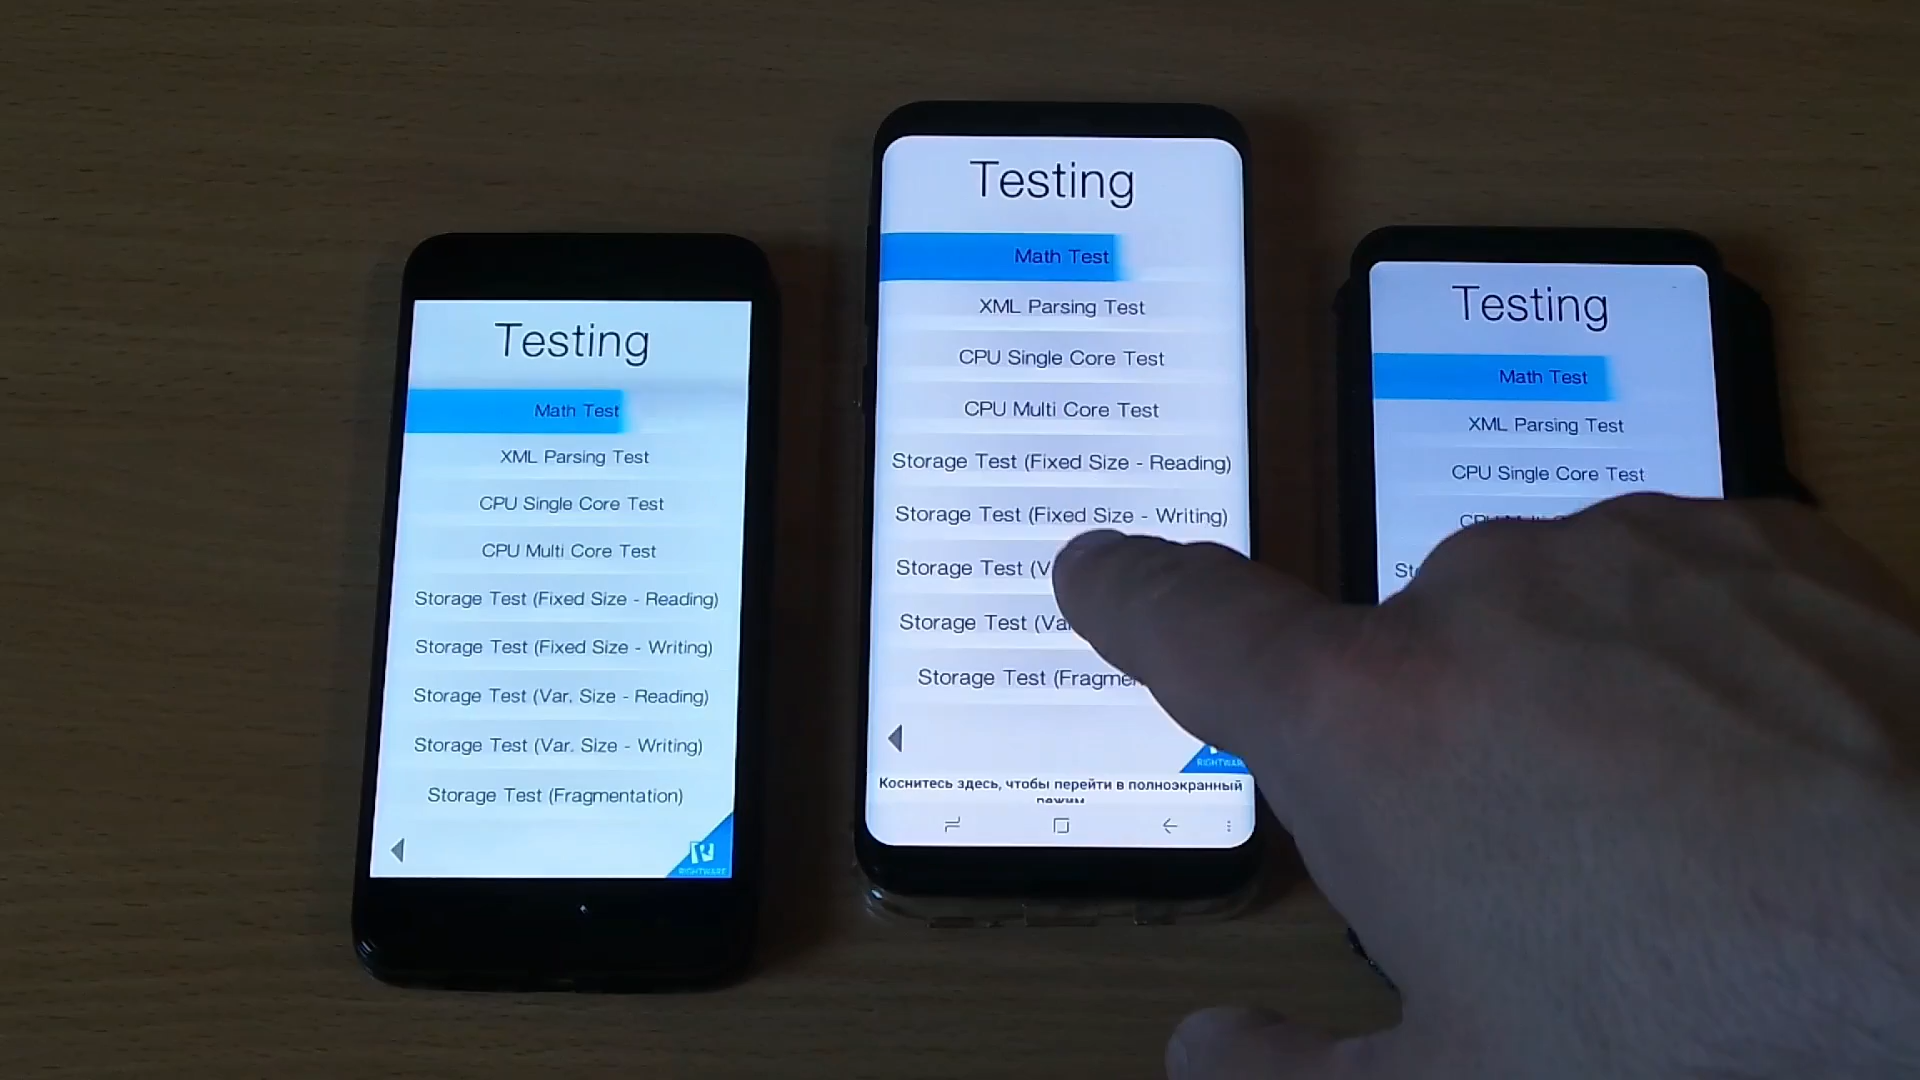 Testing
Math Test
XML Parsing Test
CPU Single Core Test
CPU Multi Core Test
Storage Test (Fixed Size - Reading)
Storage Test (Fixed Size - Writing)
Storage Test (Var. Size - Reading)
Storage Test (Var. Size - Writing)
Storage Test (Fragmentation)
RIGHTWARE
Testing
Math Test
XML Parsing Test
CPU Single Core Test
CPU Multi Core Test
Storage Test (Fixed Size - Reading)
Storage Test (Fixed Size - Writing)
Storage Test
Storage Test
Storage Test
Коснитесь здесь, чтобы перейти в полноэкранный
режим
Testing
Math Test
XML Parsing Test
CPU Single Core Test